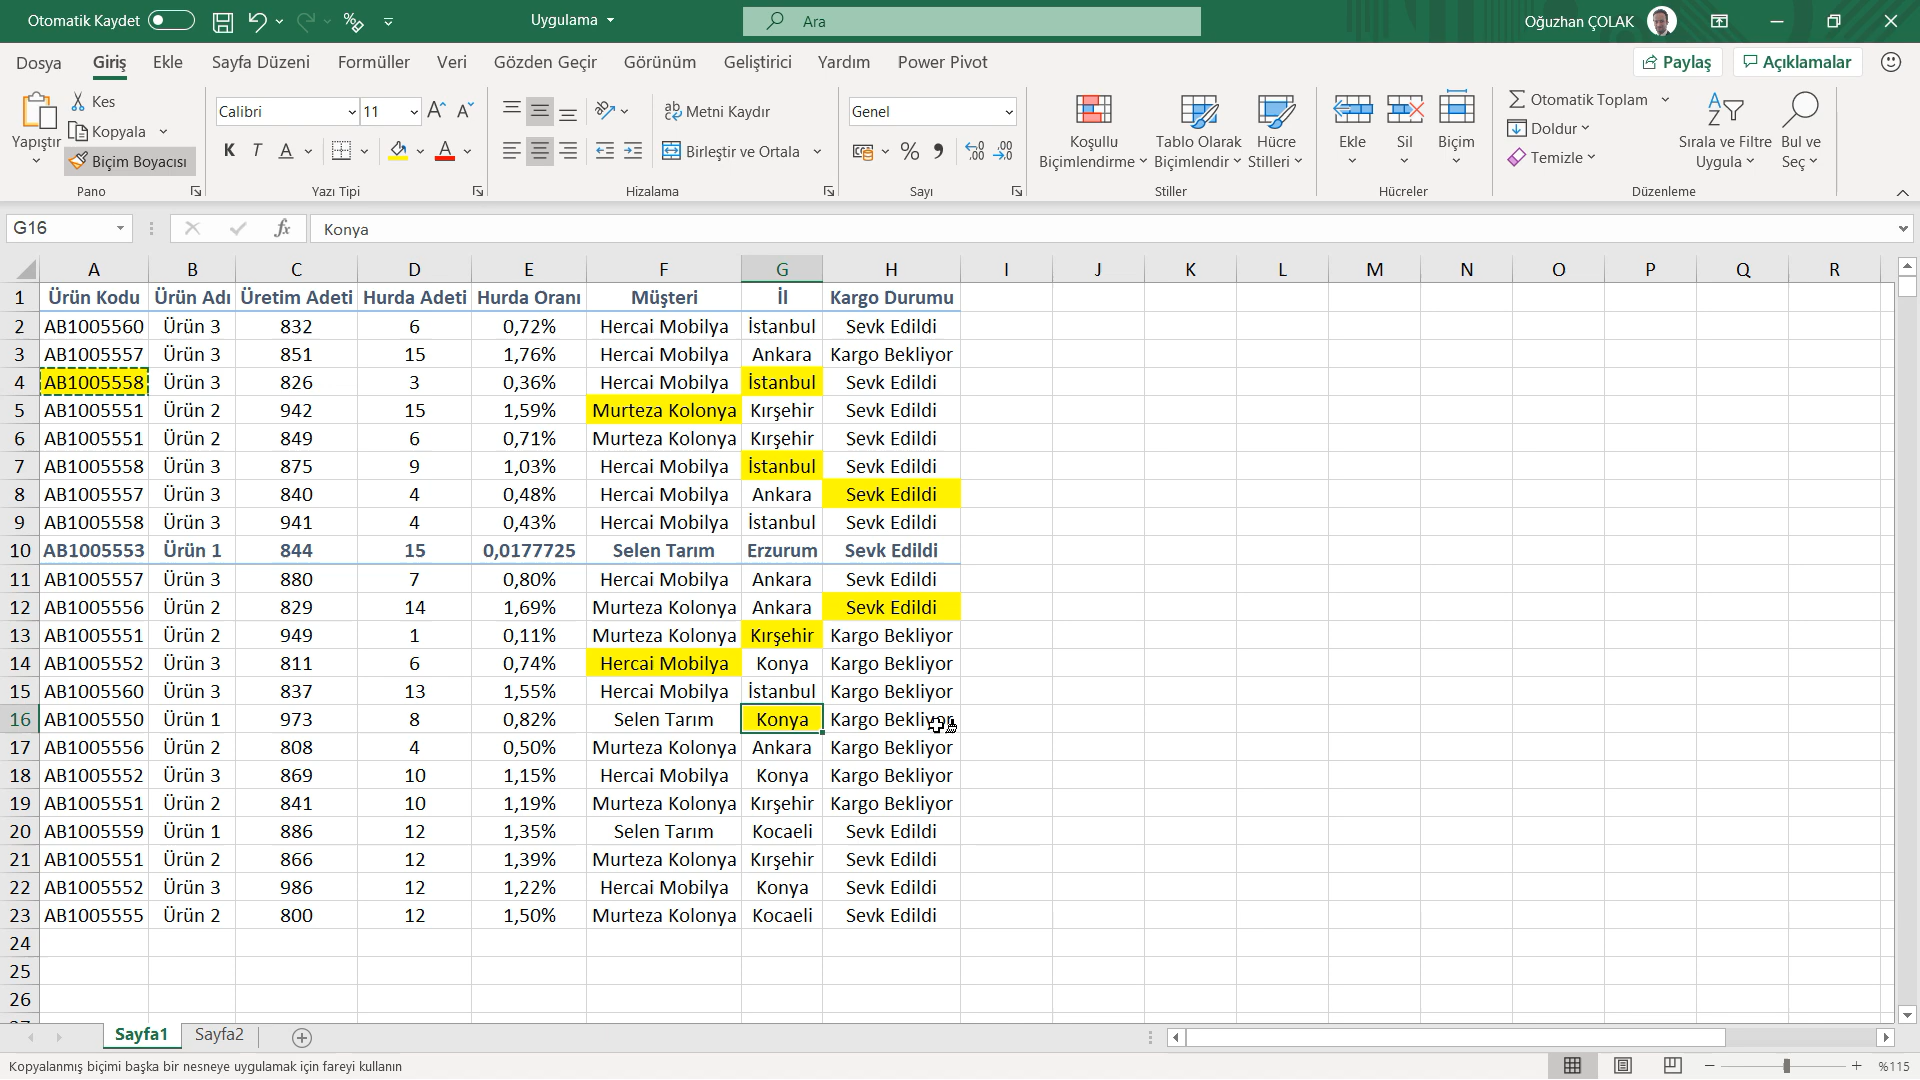 Otomatik Kaydet
Uygulama
Ara
Oğuzhan ÇOLAK
Dosya Giriş Ekle Sayfa Düzeni Formüller Veri Gözden Geçir Görünüm Geliştirici Yardım Power Pivot
Paylaş
Açıklamalar
Yapıştır
Kes
Kopyala
Biçim Boyacısı
Pano
Calibri 11
K T A
Yazı Tipi
Metni Kaydır
Birleştir ve Ortala
Hizalama
Genel
Sayı
Koşullu Biçimlendirme
Tablo Olarak Biçimlendir
Hücre Stilleri
Stiller
Ekle Sil Biçim
Hücreler
Otomatik Toplam
Doldur
Temizle
Sırala ve Filtre Uygula
Bul ve Seç
Düzenleme
G16 fx Konya
A B C D E F G H I J K L M N O P Q R
1 Ürün Kodu Ürün Adı Üretim Adeti Hurda Adeti Hurda Oranı Müşteri İl Kargo Durumu
2 AB1005560 Ürün 3 832 6 0,72% Hercai Mobilya İstanbul Sevk Edildi
3 AB1005557 Ürün 3 851 15 1,76% Hercai Mobilya Ankara Kargo Bekliyor
4 AB1005558 Ürün 3 826 3 0,36% Hercai Mobilya İstanbul Sevk Edildi
5 AB1005551 Ürün 2 942 15 1,59% Murteza Kolonya Kırşehir Sevk Edildi
6 AB1005551 Ürün 2 849 6 0,71% Murteza Kolonya Kırşehir Sevk Edildi
7 AB1005558 Ürün 3 875 9 1,03% Hercai Mobilya İstanbul Sevk Edildi
8 AB1005557 Ürün 3 840 4 0,48% Hercai Mobilya Ankara Sevk Edildi
9 AB1005558 Ürün 3 941 4 0,43% Hercai Mobilya İstanbul Sevk Edildi
10 AB1005553 Ürün 1 844 15 0,0177725 Selen Tarım Erzurum Sevk Edildi
11 AB1005557 Ürün 3 880 7 0,80% Hercai Mobilya Ankara Sevk Edildi
12 AB1005556 Ürün 2 829 14 1,69% Murteza Kolonya Ankara Sevk Edildi
13 AB1005551 Ürün 2 949 1 0,11% Murteza Kolonya Kırşehir Kargo Bekliyor
14 AB1005552 Ürün 3 811 6 0,74% Hercai Mobilya Konya Kargo Bekliyor
15 AB1005560 Ürün 3 837 13 1,55% Hercai Mobilya İstanbul Kargo Bekliyor
16 AB1005550 Ürün 1 973 8 0,82% Selen Tarım Konya Kargo Bekliyor
17 AB1005556 Ürün 2 808 4 0,50% Murteza Kolonya Ankara Kargo Bekliyor
18 AB1005552 Ürün 3 869 10 1,15% Hercai Mobilya Konya Kargo Bekliyor
19 AB1005551 Ürün 2 841 10 1,19% Murteza Kolonya Kırşehir Kargo Bekliyor
20 AB1005559 Ürün 1 886 12 1,35% Selen Tarım Kocaeli Sevk Edildi
21 AB1005551 Ürün 2 866 12 1,39% Murteza Kolonya Kırşehir Sevk Edildi
22 AB1005552 Ürün 3 986 12 1,22% Hercai Mobilya Konya Sevk Edildi
23 AB1005555 Ürün 2 800 12 1,50% Murteza Kolonya Kocaeli Sevk Edildi
24
25
26
Sayfa1 Sayfa2
Kopyalanmış biçimi başka bir nesneye uygulamak için fareyi kullanın
%115